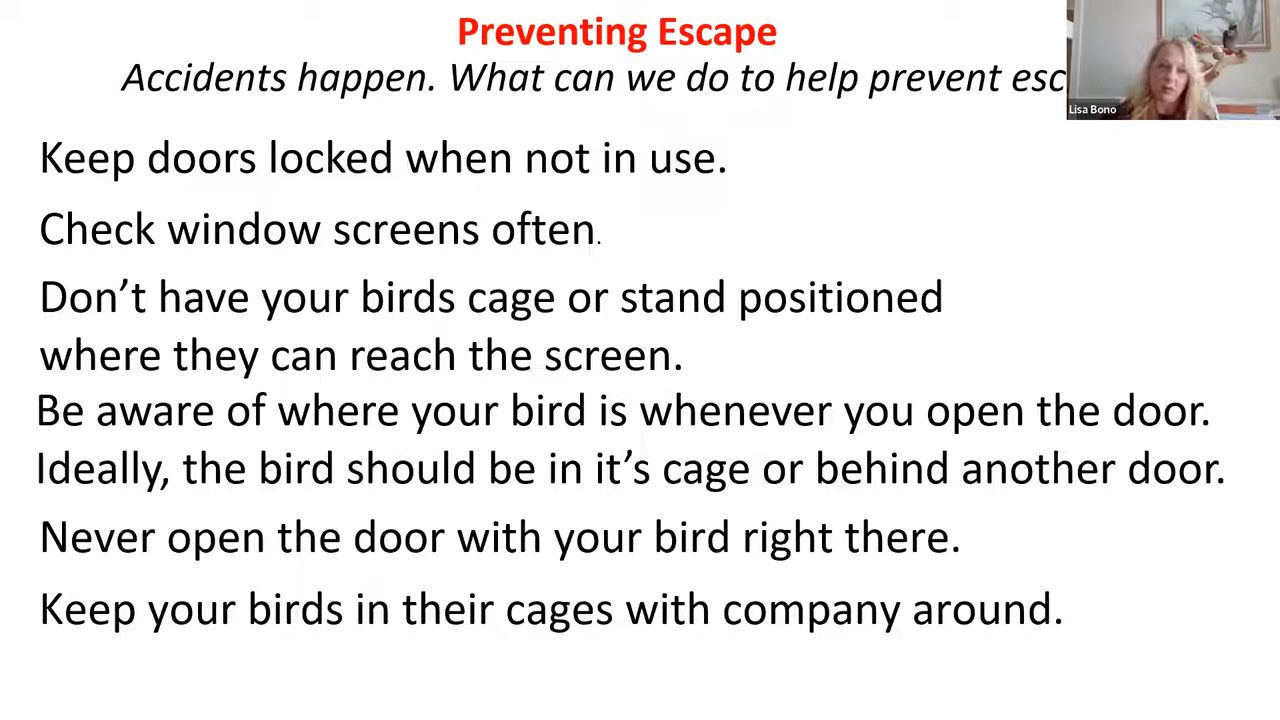 Preventing Escape
Accidents happen. What can we do to help prevent esc
Lisa Bono
Keep doors locked when not in use.
Check window screens often.
Don’t have your birds cage or stand positioned
where they can reach the screen.
Be aware of where your bird is whenever you open the door.
Ideally, the bird should be in it’s cage or behind another door.
Never open the door with your bird right there.
Keep your birds in their cages with company around.